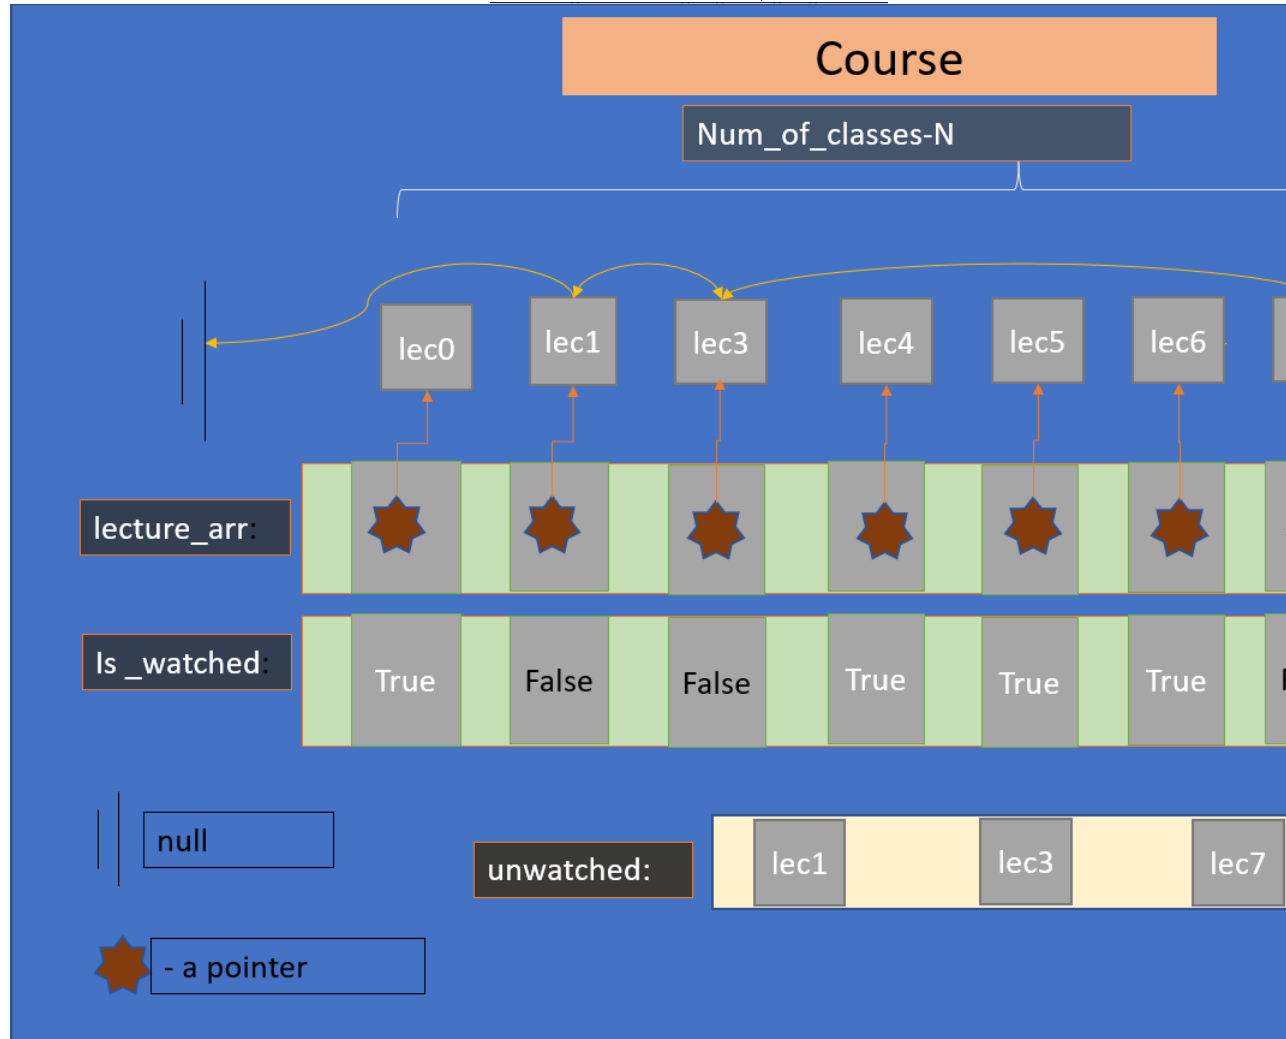 Course
Num_of_classes-N
lec0
lec1
lec3
lec4
lec5
lec6
lecture_arr:
Is _watched:
True
False
False
True
True
True
null
unwatched:
lec1
lec3
lec7
- a pointer